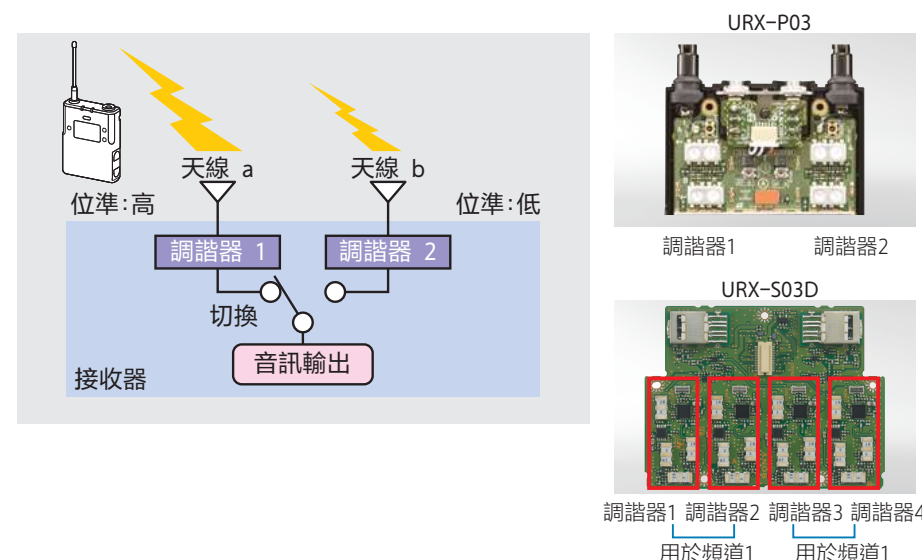 天線 a
天線 b
位準：高
位準：低
調諧器 1
調諧器 2
切換
音訊輸出
接收器
URX-P03
調諧器1
調諧器2
URX-S03D
調諧器1 調諧器2 調諧器3 調諧器4
用於頻道1
用於頻道1